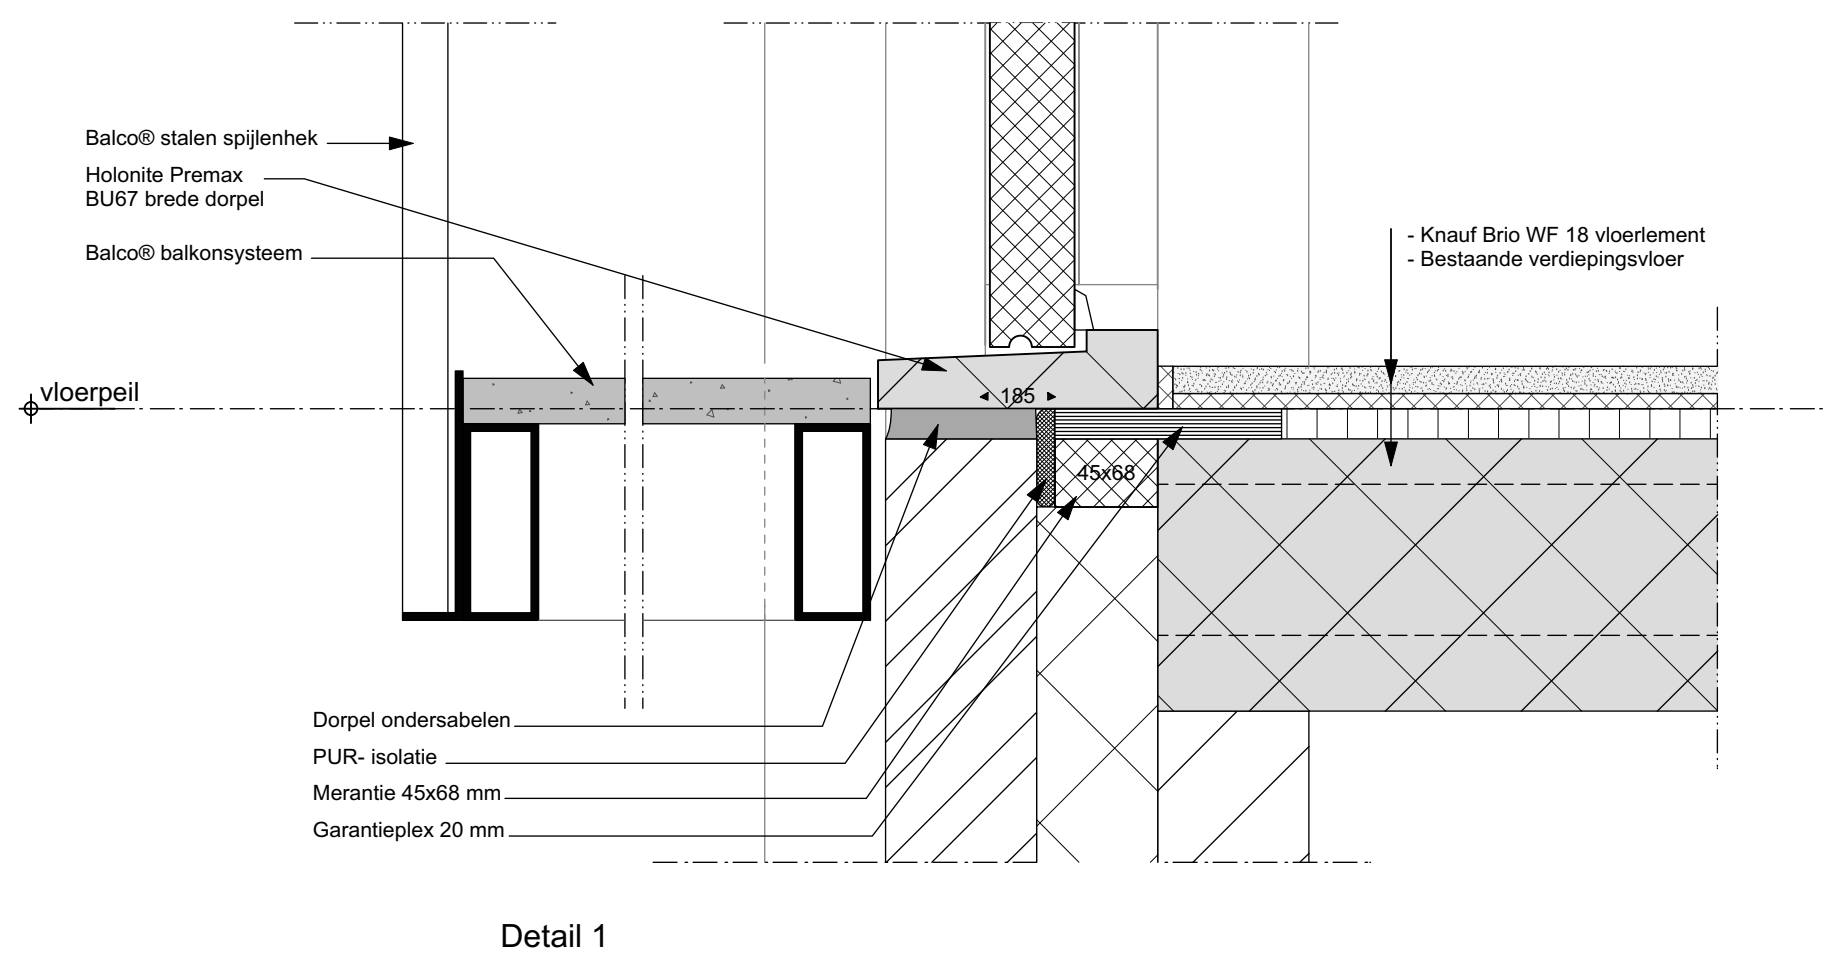 Balco® stalen spijlenhek
Holonite Premax
BU67 brede dorpel
Balco® balkonsysteem
- Knauf Brio WF 18 vloerlement
- Bestaande verdiepingsvloer
vloerpeil
185
45x68
Dorpel ondersabelen
PUR- isolatie
Merantie 45x68 mm
Garantieplex 20 mm
Detail 1